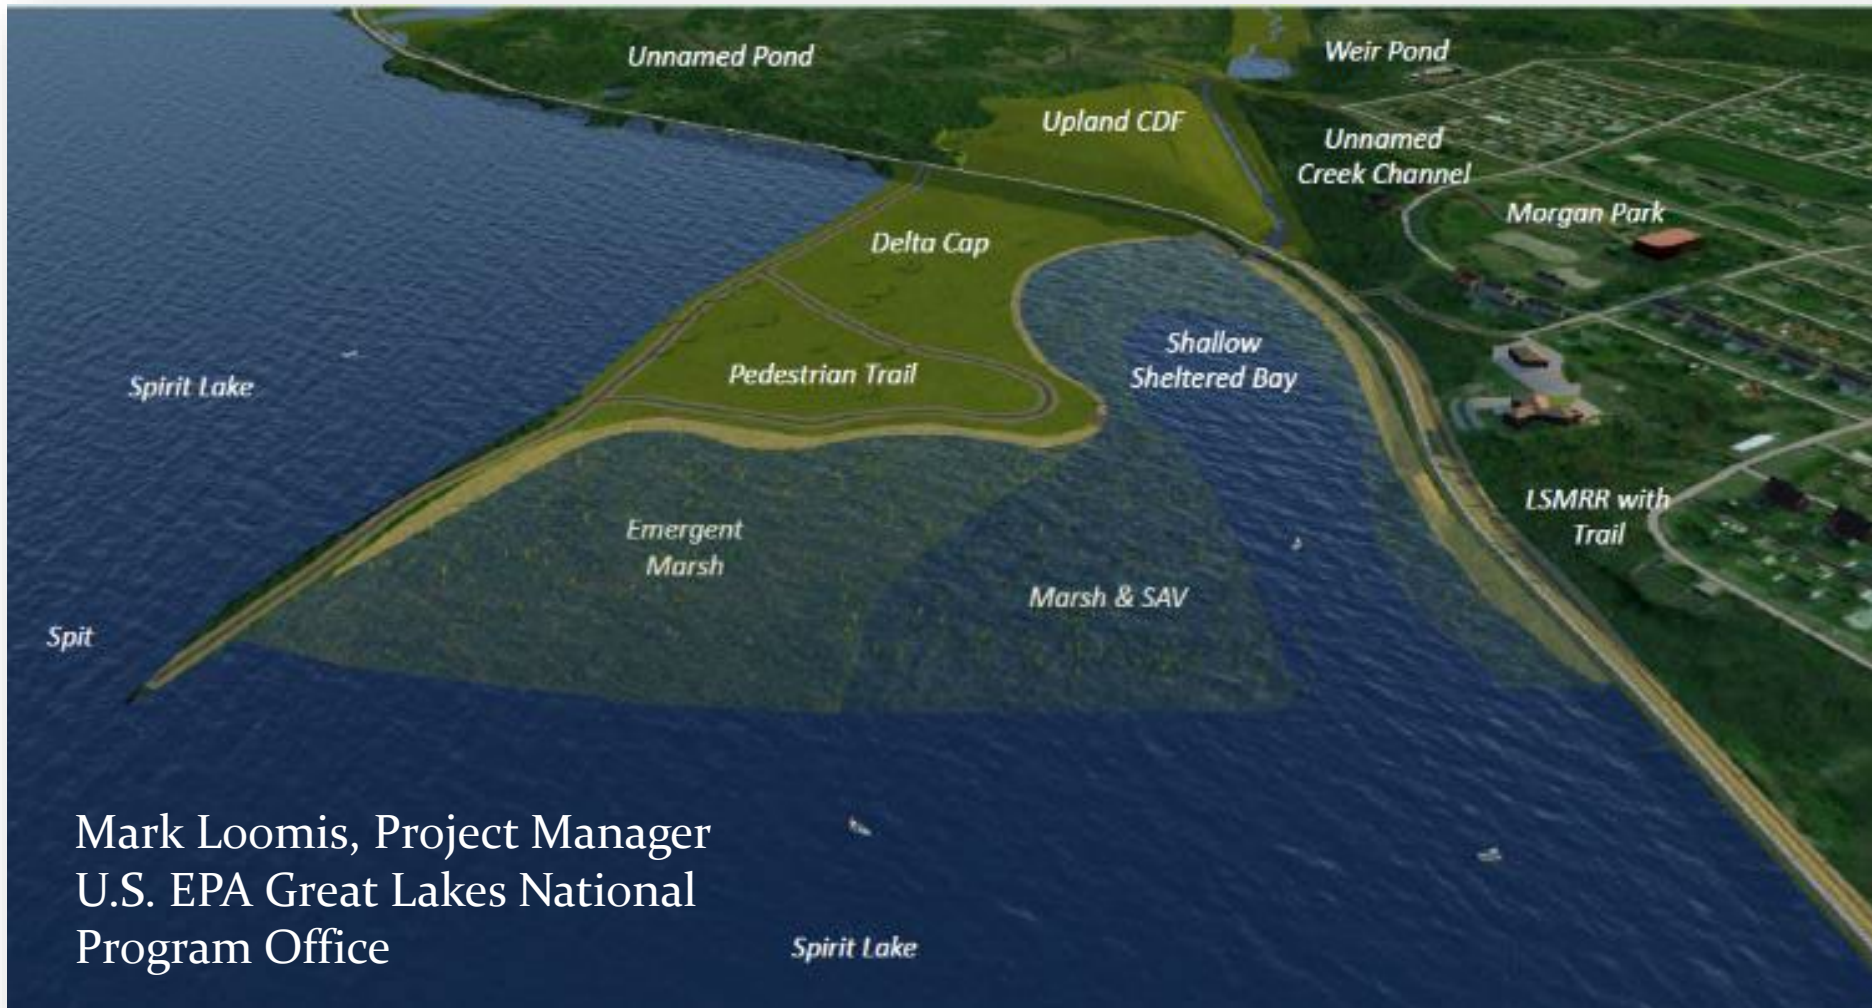 Unnamed Pond
Weir Pond
Upland CDF
Unnamed
Creek Channel
Morgan Park
Delta Cap
Shallow
Sheltered Bay
Pedestrian Trail
Spirit Lake
LSMRR with
Trail
Emergent
Marsh
Marsh & SAV
Spit
Mark Loomis, Project Manager
U.S. EPA Great Lakes National
Program Office
Spirit Lake